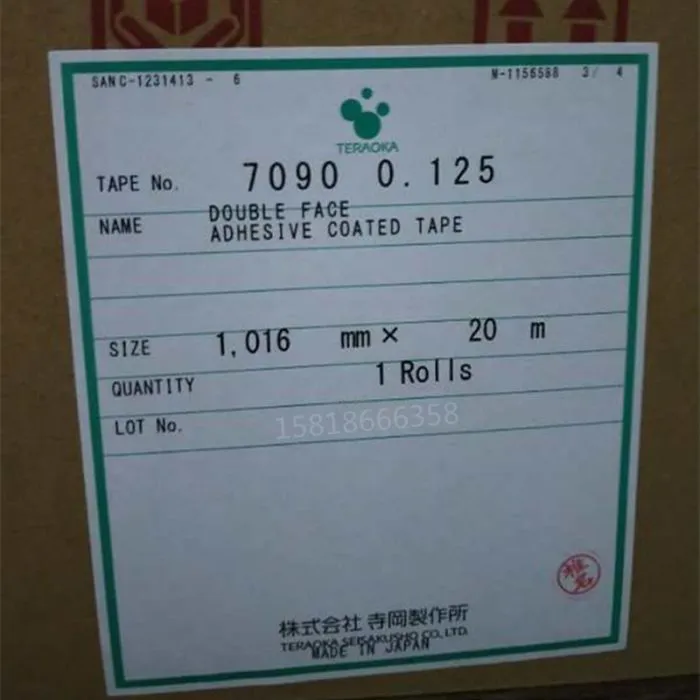 SANC-1231413 - 6 N-1156588 3/ 4
TERAOKA
TAPE No. 7090 0.125
NAME DOUBLE FACE
ADHESIVE COATED TAPE
SIZE 1,016 mm × 20 m
QUANTITY 1 Rolls
LOT No.
15818666358
株式会社 寺岡製作所
TERAOKA SEISAKUSHO CO., LTD.
MADE IN JAPAN